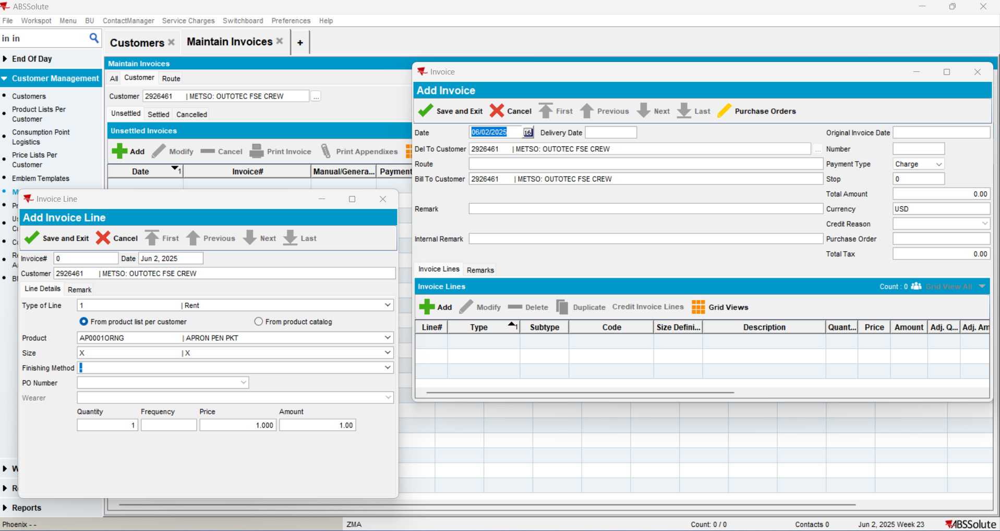 ABSSolute
File Workspot Menu BU ContactManager Service Charges Switchboard Preferences Help
in in
Customers Maintain Invoices +
End Of Day
Customer Management
Customers
Product Lists Per
Customer
Consumption Point
Logistics
Price Lists Per
Customer
Emblem Templates
Reports
Maintain Invoices
All Customer Route
Customer 2926461 | METSO: OUTOTEC FSE CREW ...
Unsettled Settled Cancelled
Unsettled Invoices
Add Modify Cancel Print Invoice Print Appendixes
Date 1 Invoice# Manual/Genera... Payment
Invoice Line
Add Invoice Line
Save and Exit Cancel First Previous Next Last
Invoice# 0 Date Jun 2, 2025
Customer 2926461 | METSO: OUTOTEC FSE CREW
Line Details Remark
Type of Line 1 | Rent
From product list per customer From product catalog
Product AP0001ORNG | APRON PEN PKT
Size X | X
Finishing Method -
PO Number
Wearer
Quantity Frequency Price Amount
1 1.000 1.00
Invoice
Add Invoice
Save and Exit Cancel First Previous Next Last Purchase Orders
Date 06/02/2025 16 Delivery Date Original Invoice Date
Del To Customer 2926461 | METSO: OUTOTEC FSE CREW ... Number
Route Payment Type Charge
Bill To Customer 2926461 | METSO: OUTOTEC FSE CREW Stop 0
Total Amount 0.00
Remark Currency USD
Credit Reason
Internal Remark Purchase Order
Total Tax 0.00
Invoice Lines Remarks
Invoice Lines Count : 0 Grid View All
Add Modify Delete Duplicate Credit Invoice Lines Grid Views
Line# Type 1 Subtype Code Size Defini... Description Quant... Price Amount Adj. Q... Adj. Am
Phoenix - - ZMA Count: 0 / 0 Contacts 0 Jun 2, 2025 Week 23 ABSSolute